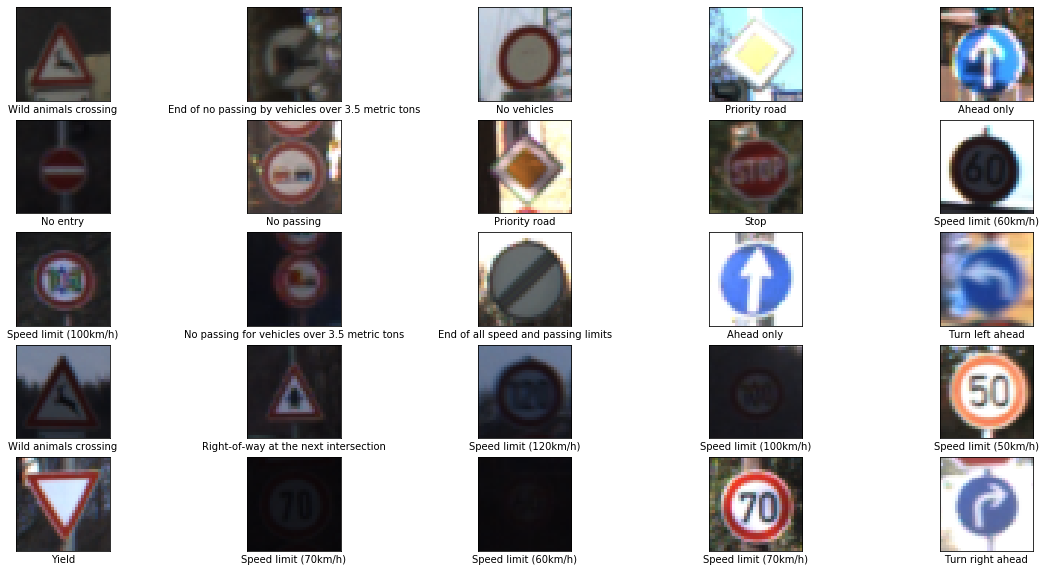 Wild animals crossing
End of no passing by vehicles over 3.5 metric tons
No vehicles
Priority road
Ahead only
STOP
60
No entry
No passing
Priority road
Stop
Speed limit (60km/h)
100
Speed limit (100km/h)
No passing for vehicles over 3.5 metric tons
End of all speed and passing limits
Ahead only
Turn left ahead
120
100
50
Wild animals crossing
Right-of-way at the next intersection
Speed limit (120km/h)
Speed limit (100km/h)
Speed limit (50km/h)
70
70
Yield
Speed limit (70km/h)
Speed limit (60km/h)
Speed limit (70km/h)
Turn right ahead